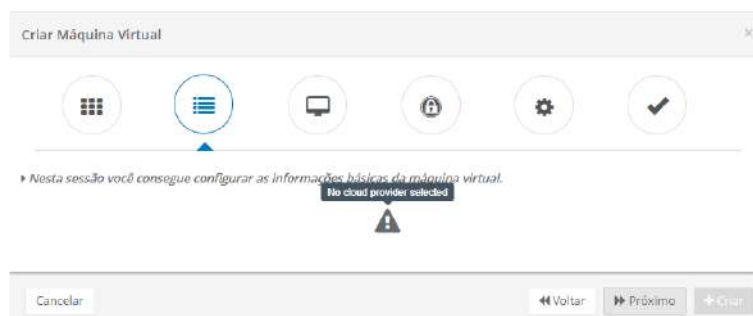 Criar Máquina Virtual
Nesta sessão você consegue configurar as informações básicas da máquina virtual.
No cloud provider selected
Cancelar
Voltar
Próximo
+ Criar